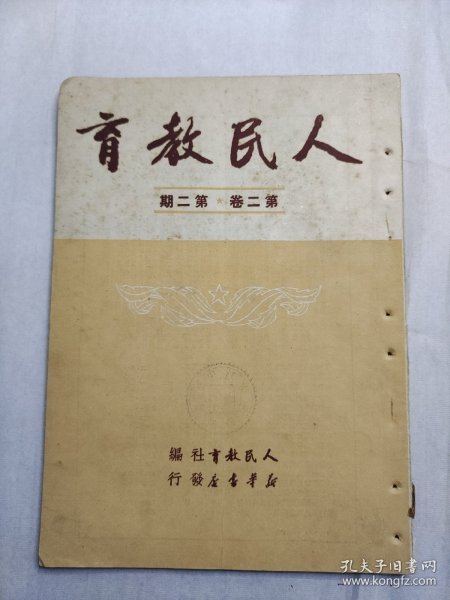 人民教育
第二卷★第二期
人民教育社編
新華書店發行
孔夫子旧书网
www.kongfz.com